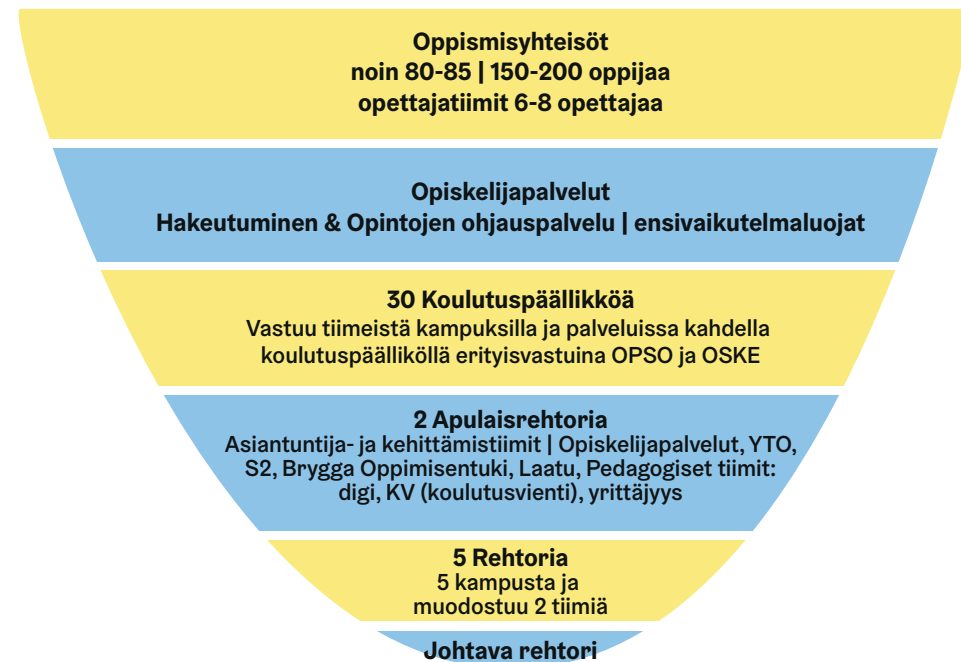 Oppismisyhteisöt
noin 80-85 | 150-200 oppijaa
opettajatiimit 6-8 opettajaa
Opiskelijapalvelut
Hakeutuminen & Opintojen ohjauspalvelu | ensivaikutelmaluojat
30 Koulutuspäällikköä
Vastuu tiimeistä kampuksilla ja palveluissa kahdella
koulutuspäälliköllä erityisvastuina OPSO ja OSKE
2 Apulaisrehtoria
Asiantuntija- ja kehittämistiimit | Opiskelijapalvelut, YTO,
S2, Brygga Oppimisentuki, Laatu, Pedagogiset tiimit:
digi, KV (koulutusvienti), yrittäjyys
5 Rehtoria
5 kampusta ja
muodostuu 2 tiimiä
Johtava rehtori